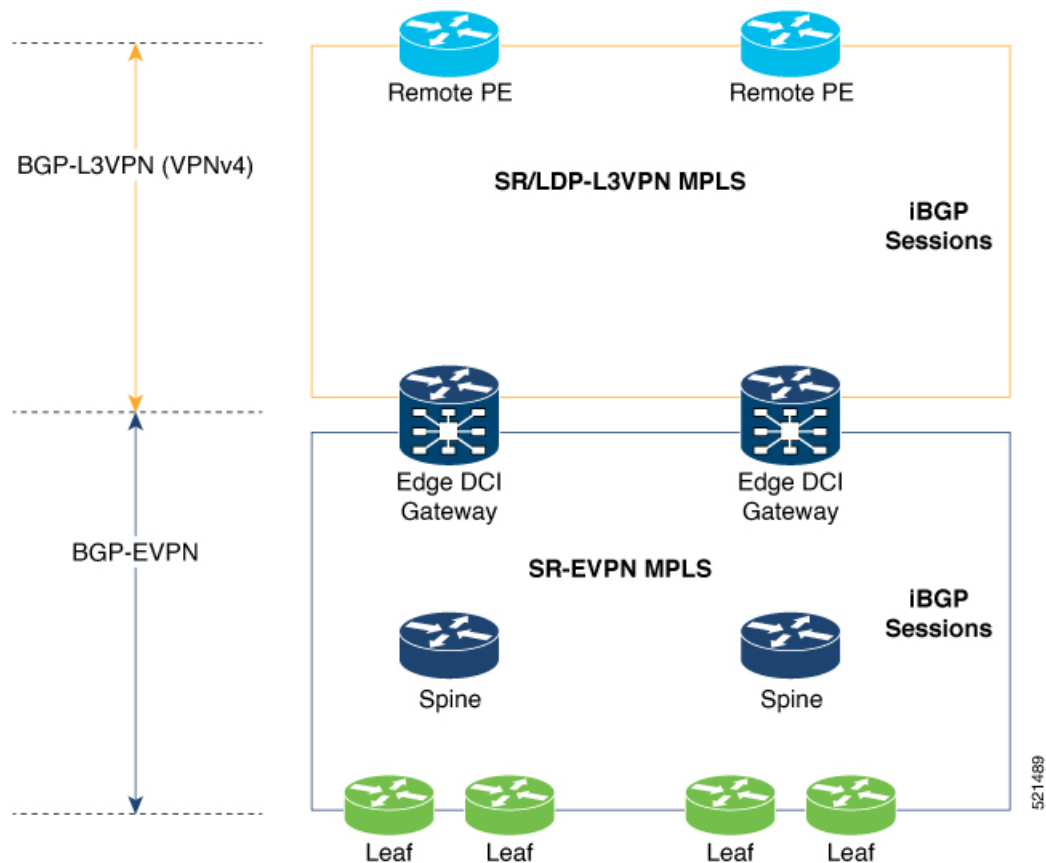 Remote PE
Remote PE
BGP-L3VPN (VPNv4)
SR/LDP-L3VPN MPLS
iBGP
Sessions
Edge DCI
Gateway
Edge DCI
Gateway
BGP-EVPN
SR-EVPN MPLS
iBGP
Sessions
Spine
Spine
Leaf
Leaf
Leaf
Leaf
521489